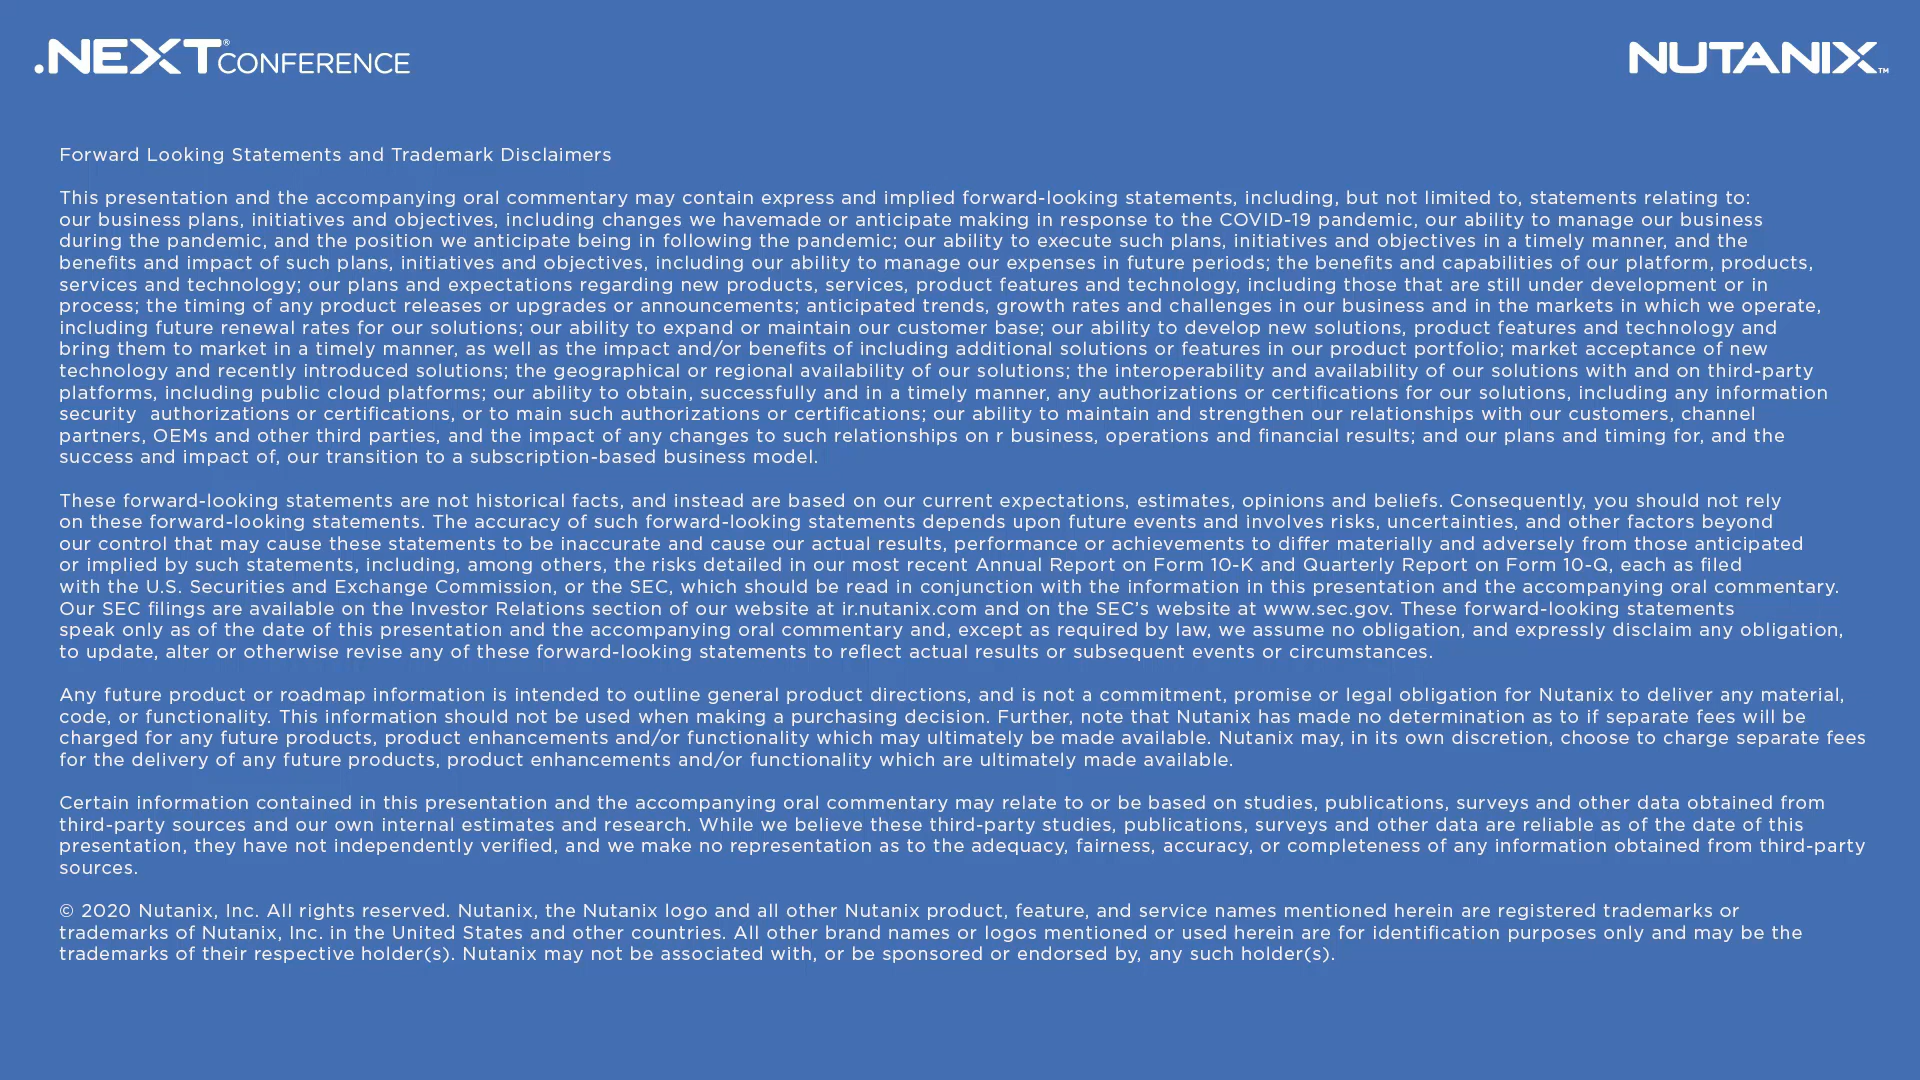 .NEXT® CONFERENCE
NUTANIX™
Forward Looking Statements and Trademark Disclaimers
This presentation and the accompanying oral commentary may contain express and implied forward-looking statements, including, but not limited to, statements relating to:
our business plans, initiatives and objectives, including changes we havemade or anticipate making in response to the COVID-19 pandemic, our ability to manage our business
during the pandemic, and the position we anticipate being in following the pandemic; our ability to execute such plans, initiatives and objectives in a timely manner, and the
benefits and impact of such plans, initiatives and objectives, including our ability to manage our expenses in future periods; the benefits and capabilities of our platform, products,
services and technology; our plans and expectations regarding new products, services, product features and technology, including those that are still under development or in
process; the timing of any product releases or upgrades or announcements; anticipated trends, growth rates and challenges in our business and in the markets in which we operate,
including future renewal rates for our solutions; our ability to expand or maintain our customer base; our ability to develop new solutions, product features and technology and
bring them to market in a timely manner, as well as the impact and/or benefits of including additional solutions or features in our product portfolio; market acceptance of new
technology and recently introduced solutions; the geographical or regional availability of our solutions; the interoperability and availability of our solutions with and on third-party
platforms, including public cloud platforms; our ability to obtain, successfully and in a timely manner, any authorizations or certifications for our solutions, including any information
security  authorizations or certifications, or to main such authorizations or certifications; our ability to maintain and strengthen our relationships with our customers, channel
partners, OEMs and other third parties, and the impact of any changes to such relationships on r business, operations and financial results; and our plans and timing for, and the
success and impact of, our transition to a subscription-based business model.
These forward-looking statements are not historical facts, and instead are based on our current expectations, estimates, opinions and beliefs. Consequently, you should not rely
on these forward-looking statements. The accuracy of such forward-looking statements depends upon future events and involves risks, uncertainties, and other factors beyond
our control that may cause these statements to be inaccurate and cause our actual results, performance or achievements to differ materially and adversely from those anticipated
or implied by such statements, including, among others, the risks detailed in our most recent Annual Report on Form 10-K and Quarterly Report on Form 10-Q, each as filed
with the U.S. Securities and Exchange Commission, or the SEC, which should be read in conjunction with the information in this presentation and the accompanying oral commentary.
Our SEC filings are available on the Investor Relations section of our website at ir.nutanix.com and on the SEC’s website at www.sec.gov. These forward-looking statements
speak only as of the date of this presentation and the accompanying oral commentary and, except as required by law, we assume no obligation, and expressly disclaim any obligation,
to update, alter or otherwise revise any of these forward-looking statements to reflect actual results or subsequent events or circumstances.
Any future product or roadmap information is intended to outline general product directions, and is not a commitment, promise or legal obligation for Nutanix to deliver any material,
code, or functionality. This information should not be used when making a purchasing decision. Further, note that Nutanix has made no determination as to if separate fees will be
charged for any future products, product enhancements and/or functionality which may ultimately be made available. Nutanix may, in its own discretion, choose to charge separate fees
for the delivery of any future products, product enhancements and/or functionality which are ultimately made available.
Certain information contained in this presentation and the accompanying oral commentary may relate to or be based on studies, publications, surveys and other data obtained from
third-party sources and our own internal estimates and research. While we believe these third-party studies, publications, surveys and other data are reliable as of the date of this
presentation, they have not independently verified, and we make no representation as to the adequacy, fairness, accuracy, or completeness of any information obtained from third-party
sources.
© 2020 Nutanix, Inc. All rights reserved. Nutanix, the Nutanix logo and all other Nutanix product, feature, and service names mentioned herein are registered trademarks or
trademarks of Nutanix, Inc. in the United States and other countries. All other brand names or logos mentioned or used herein are for identification purposes only and may be the
trademarks of their respective holder(s). Nutanix may not be associated with, or be sponsored or endorsed by, any such holder(s).